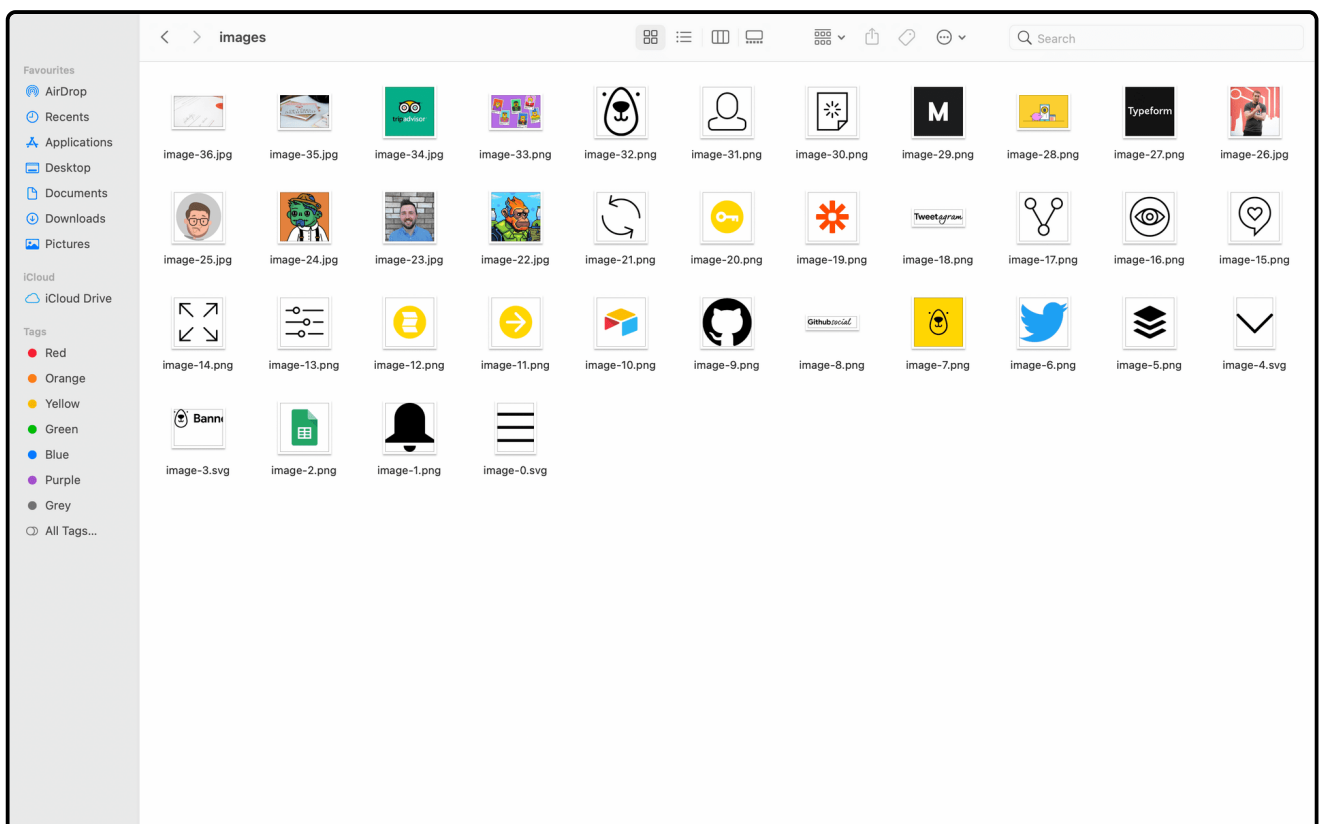 images
Search
Favourites
AirDrop
Recents
Applications
Desktop
Documents
Downloads
Pictures
iCloud
iCloud Drive
Tags
Red
Orange
Yellow
Green
Blue
Purple
Grey
All Tags...
tripadvisor
M
Typeform
image-36.jpg image-35.jpg image-34.jpg image-33.png image-32.png image-31.png image-30.png image-29.png image-28.png image-27.png image-26.jpg
Tweetagram
image-25.jpg image-24.jpg image-23.jpg image-22.jpg image-21.png image-20.png image-19.png image-18.png image-17.png image-16.png image-15.png
Githubsocial
image-14.png image-13.png image-12.png image-11.png image-10.png image-9.png image-8.png image-7.png image-6.png image-5.png image-4.svg
Bann
image-3.svg image-2.png image-1.png image-0.svg